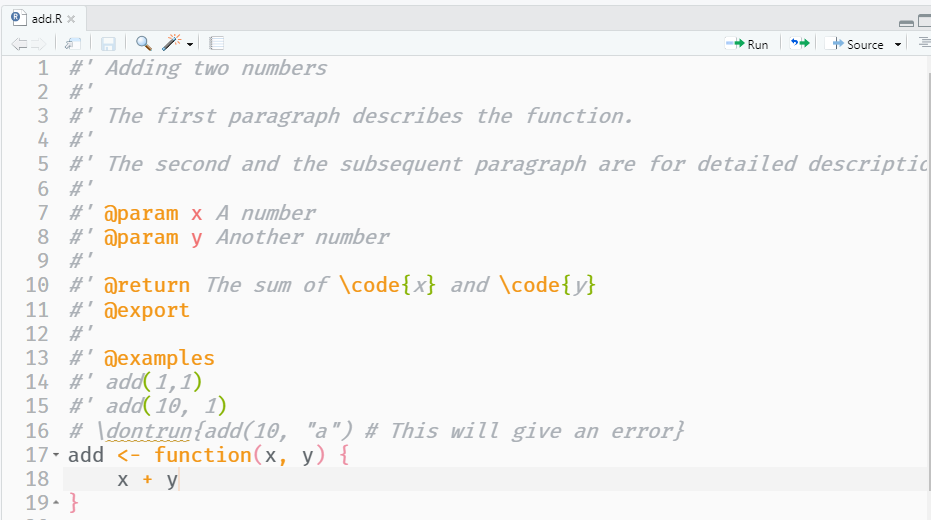 add.R
Run
Source
1 #' Adding two numbers
2 #'
3 #' The first paragraph describes the function.
4 #'
5 #' The second and the subsequent paragraph are for detailed descriptic
6 #'
7 #' @param x A number
8 #' @param y Another number
9 #'
10 #' @return The sum of \code{x} and \code{y}
11 #' @export
12 #'
13 #' @examples
14 #' add(1,1)
15 #' add(10, 1)
16 # \dontrun{add(10, "a") # This will give an error}
17 add <- function(x, y) {
18 x + y
19 }